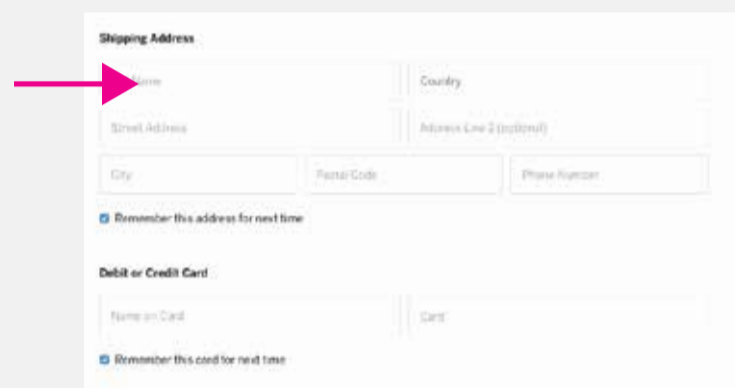 Shipping Address
Name Country
Street Address Address Line 2 (optional)
City Postal Code Phone Number
Remember this address for next time
Debit or Credit Card
Name on Card Card
Remember this card for next time